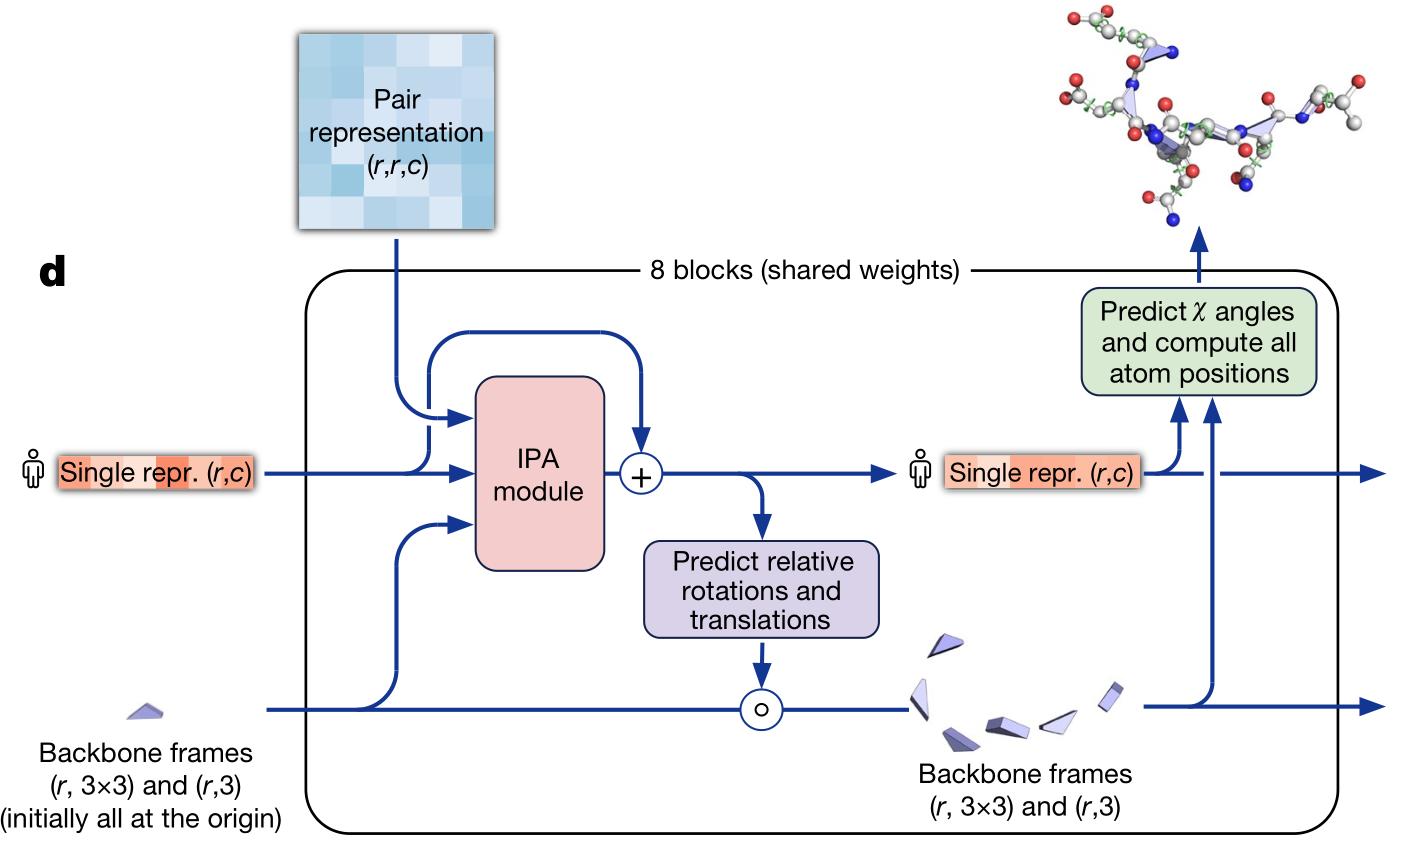 Pair
representation
(r,r,c)
d
8 blocks (shared weights)
Predict χ angles
and compute all
atom positions
Single repr. (r,c)
IPA
module
+
Single repr. (r,c)
Predict relative
rotations and
translations
Backbone frames
(r, 3×3) and (r,3)
(initially all at the origin)
Backbone frames
(r, 3×3) and (r,3)